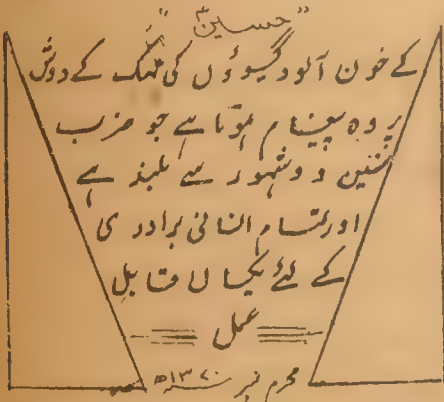 "حسینؑ"
کے خون آلود گیسوؤں کی مہک کے دوش
پر وہ پیغام ہوتا ہے جو حزب
سنین و شہور سے بلند ہے
اور تمام انسانی برادری
کے لئے یکساں قابل
عمل
محرم نمبر ۱۳۷۰ھ